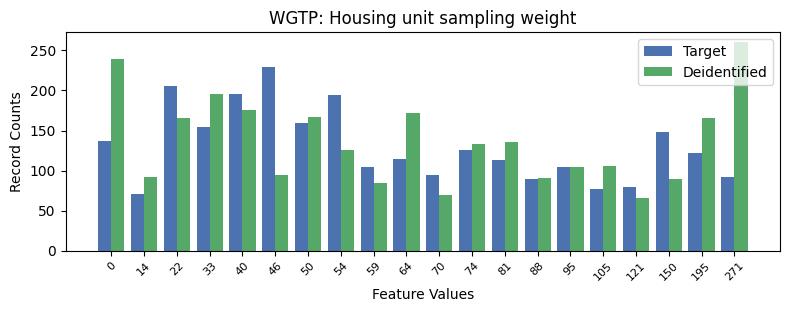 WGTP: Housing unit sampling weight
Target
Deidentified
Record Counts
250
200
150
100
50
0
0 14 22 33 40 46 50 54 59 64 70 74 81 88 95 105 121 150 195 271
Feature Values